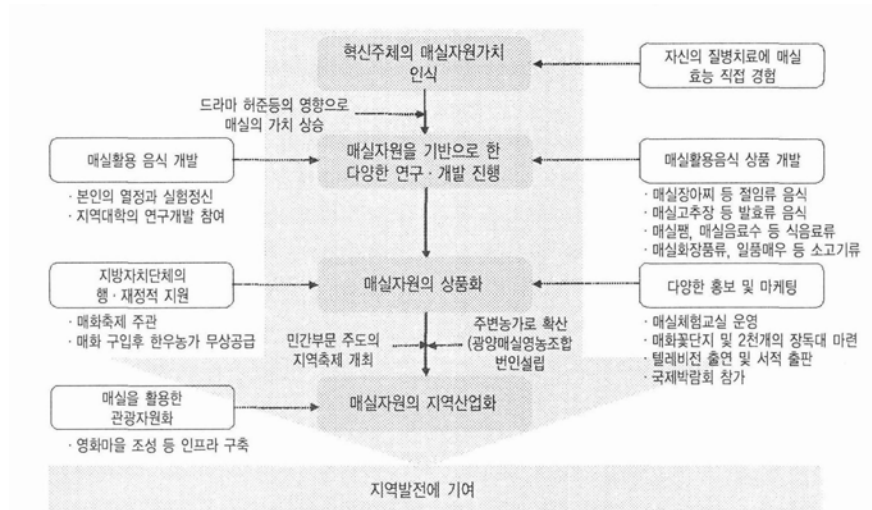 혁신주체의 매실자원가치
인식
자신의 질병치료에 매실
효능 직접 경험
드라마 허준등의 영향으로
매실의 가치 상승
매실활용 음식 개발
· 본인의 열정과 실험정신
· 지역대학의 연구개발 참여
매실자원을 기반으로 한
다양한 연구 · 개발 진행
매실활용음식 상품 개발
· 매실장아찌 등 절임류 음식
· 매실고추장 등 발효류 음식
· 매실쨈, 매실음료수 등 식음료류
· 매실화장품류, 일품매우 등 소고기류
지방자치단체의
행 · 재정적 지원
· 매화축제 주관
· 매화 구입후 한우농가 무상공급
매실자원의 상품화
다양한 홍보 및 마케팅
· 매실체험교실 운영
· 매화꽃단지 및 2천개의 장독대 마련
· 텔레비전 출연 및 서적 출판
· 국제박람회 참가
민간부문 주도의
지역축제 개최
주변농가로 확산
(광양매실영농조합
번인설립)
매실을 활용한
관광자원화
· 영화마을 조성 등 인프라 구축
매실자원의 지역산업화
지역발전에 기여